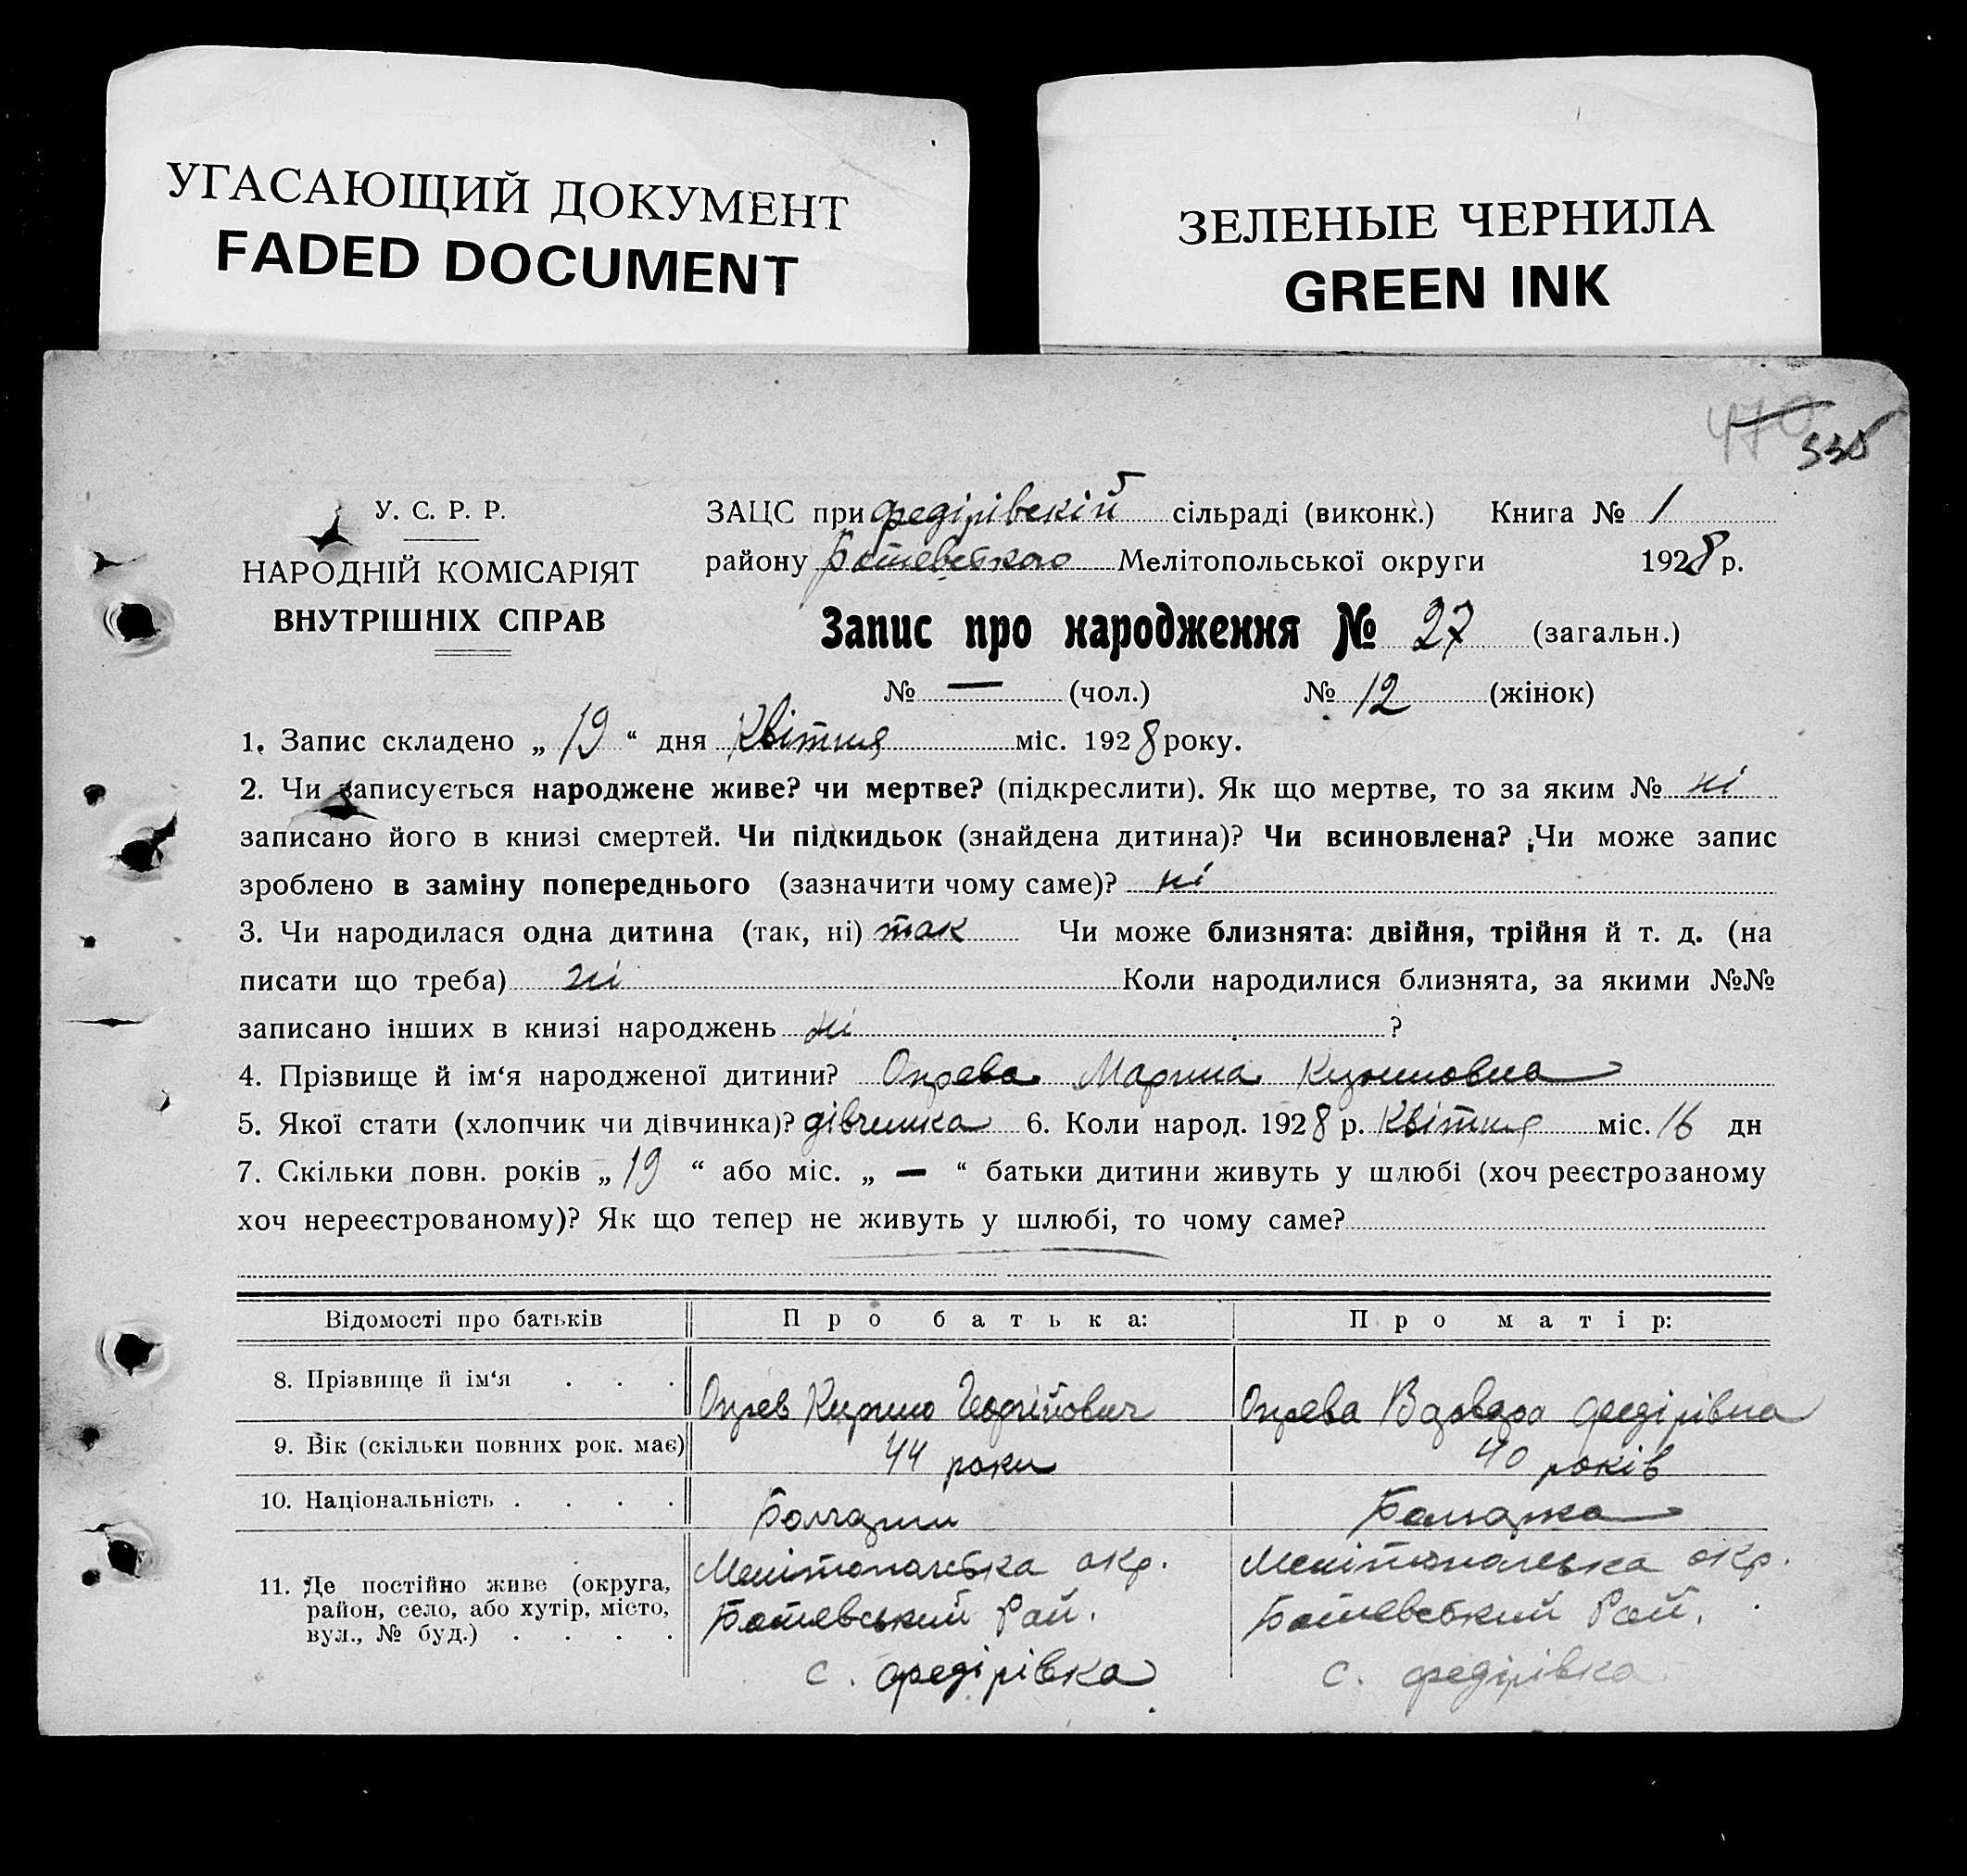 УГАСАЮЩИЙ ДОКУМЕНТ
FADED DOCUMENT
ЗЕЛЕНЫЕ ЧЕРНИЛА
GREEN INK
470
335
У. С. Р. Р.
НАРОДНІЙ КОМІСАРІЯТ
ВНУТРІШНІХ СПРАВ
ЗАЦС при Федірівській сільраді (виконк.) Книга № 1
району Ботевського Мелітопольської округи 1928 р.
Запис про народження № 27 (загальн.)
№ — (чол.) № 12 (жінок)
1. Запис складено „ 19 “ дня Квітня міс. 1928 року.
2. Чи записується народжене живе? чи мертве? (підкреслити). Як що мертве, то за яким № ні
записано його в книзі смертей. Чи підкидьок (знайдена дитина)? Чи всиновлена? Чи може запис
зроблено в заміну попереднього (зазначити чому саме)? ні
3. Чи народилася одна дитина (так, ні) так Чи може близнята: двійня, трійня й т. д. (на
писати що треба) ні Коли народилися близнята, за якими №№
записано інших в книзі народжень ні ?
4. Прізвище й ім‘я народженої дитини? Марина
5. Якої стати (хлопчик чи дівчинка)? дівчинка 6. Коли народ. 1928 р. Квітня міс. 16 дн
7. Скільки повн. років „ 19 “ або міс. „ — “ батьки дитини живуть у шлюбі (хоч реєстрозаному
хоч нереєстрованому)? Як що тепер не живуть у шлюбі, то чому саме?
Відомості про батьків Про батька: Про матір:
8. Прізвище й ім‘я . . . Кирило Георгійович Варвара Федірівна
9. Вік (скільки повних рок. має) 44 роки 40 років
10. Національність . . . . Болгарин Болгарка
11. Де постійно живе (округа, район, село, або хутір, місто, вул., № буд.) . . . .
Мелітопольська окр.
Ботевський Рай.
с. Федірівка
Мелітопольська окр.
Ботевський Рай.
с. Федірівка